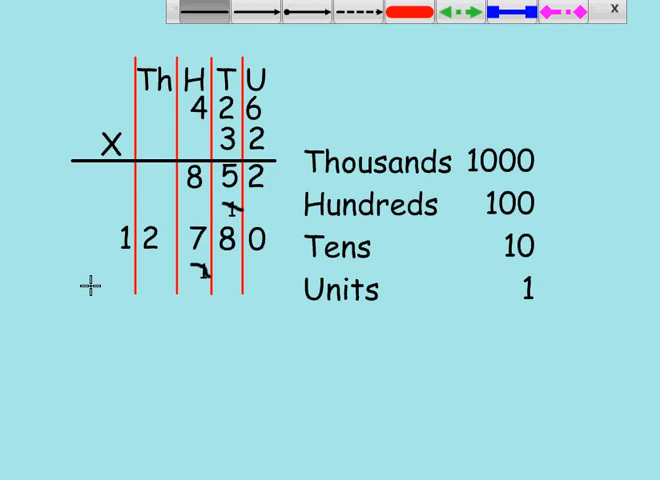 Th H T U
4 2 6
X 3 2
8 5 2
1
1 2 7 8 0
1
Thousands 1000
Hundreds 100
Tens 10
Units 1
x